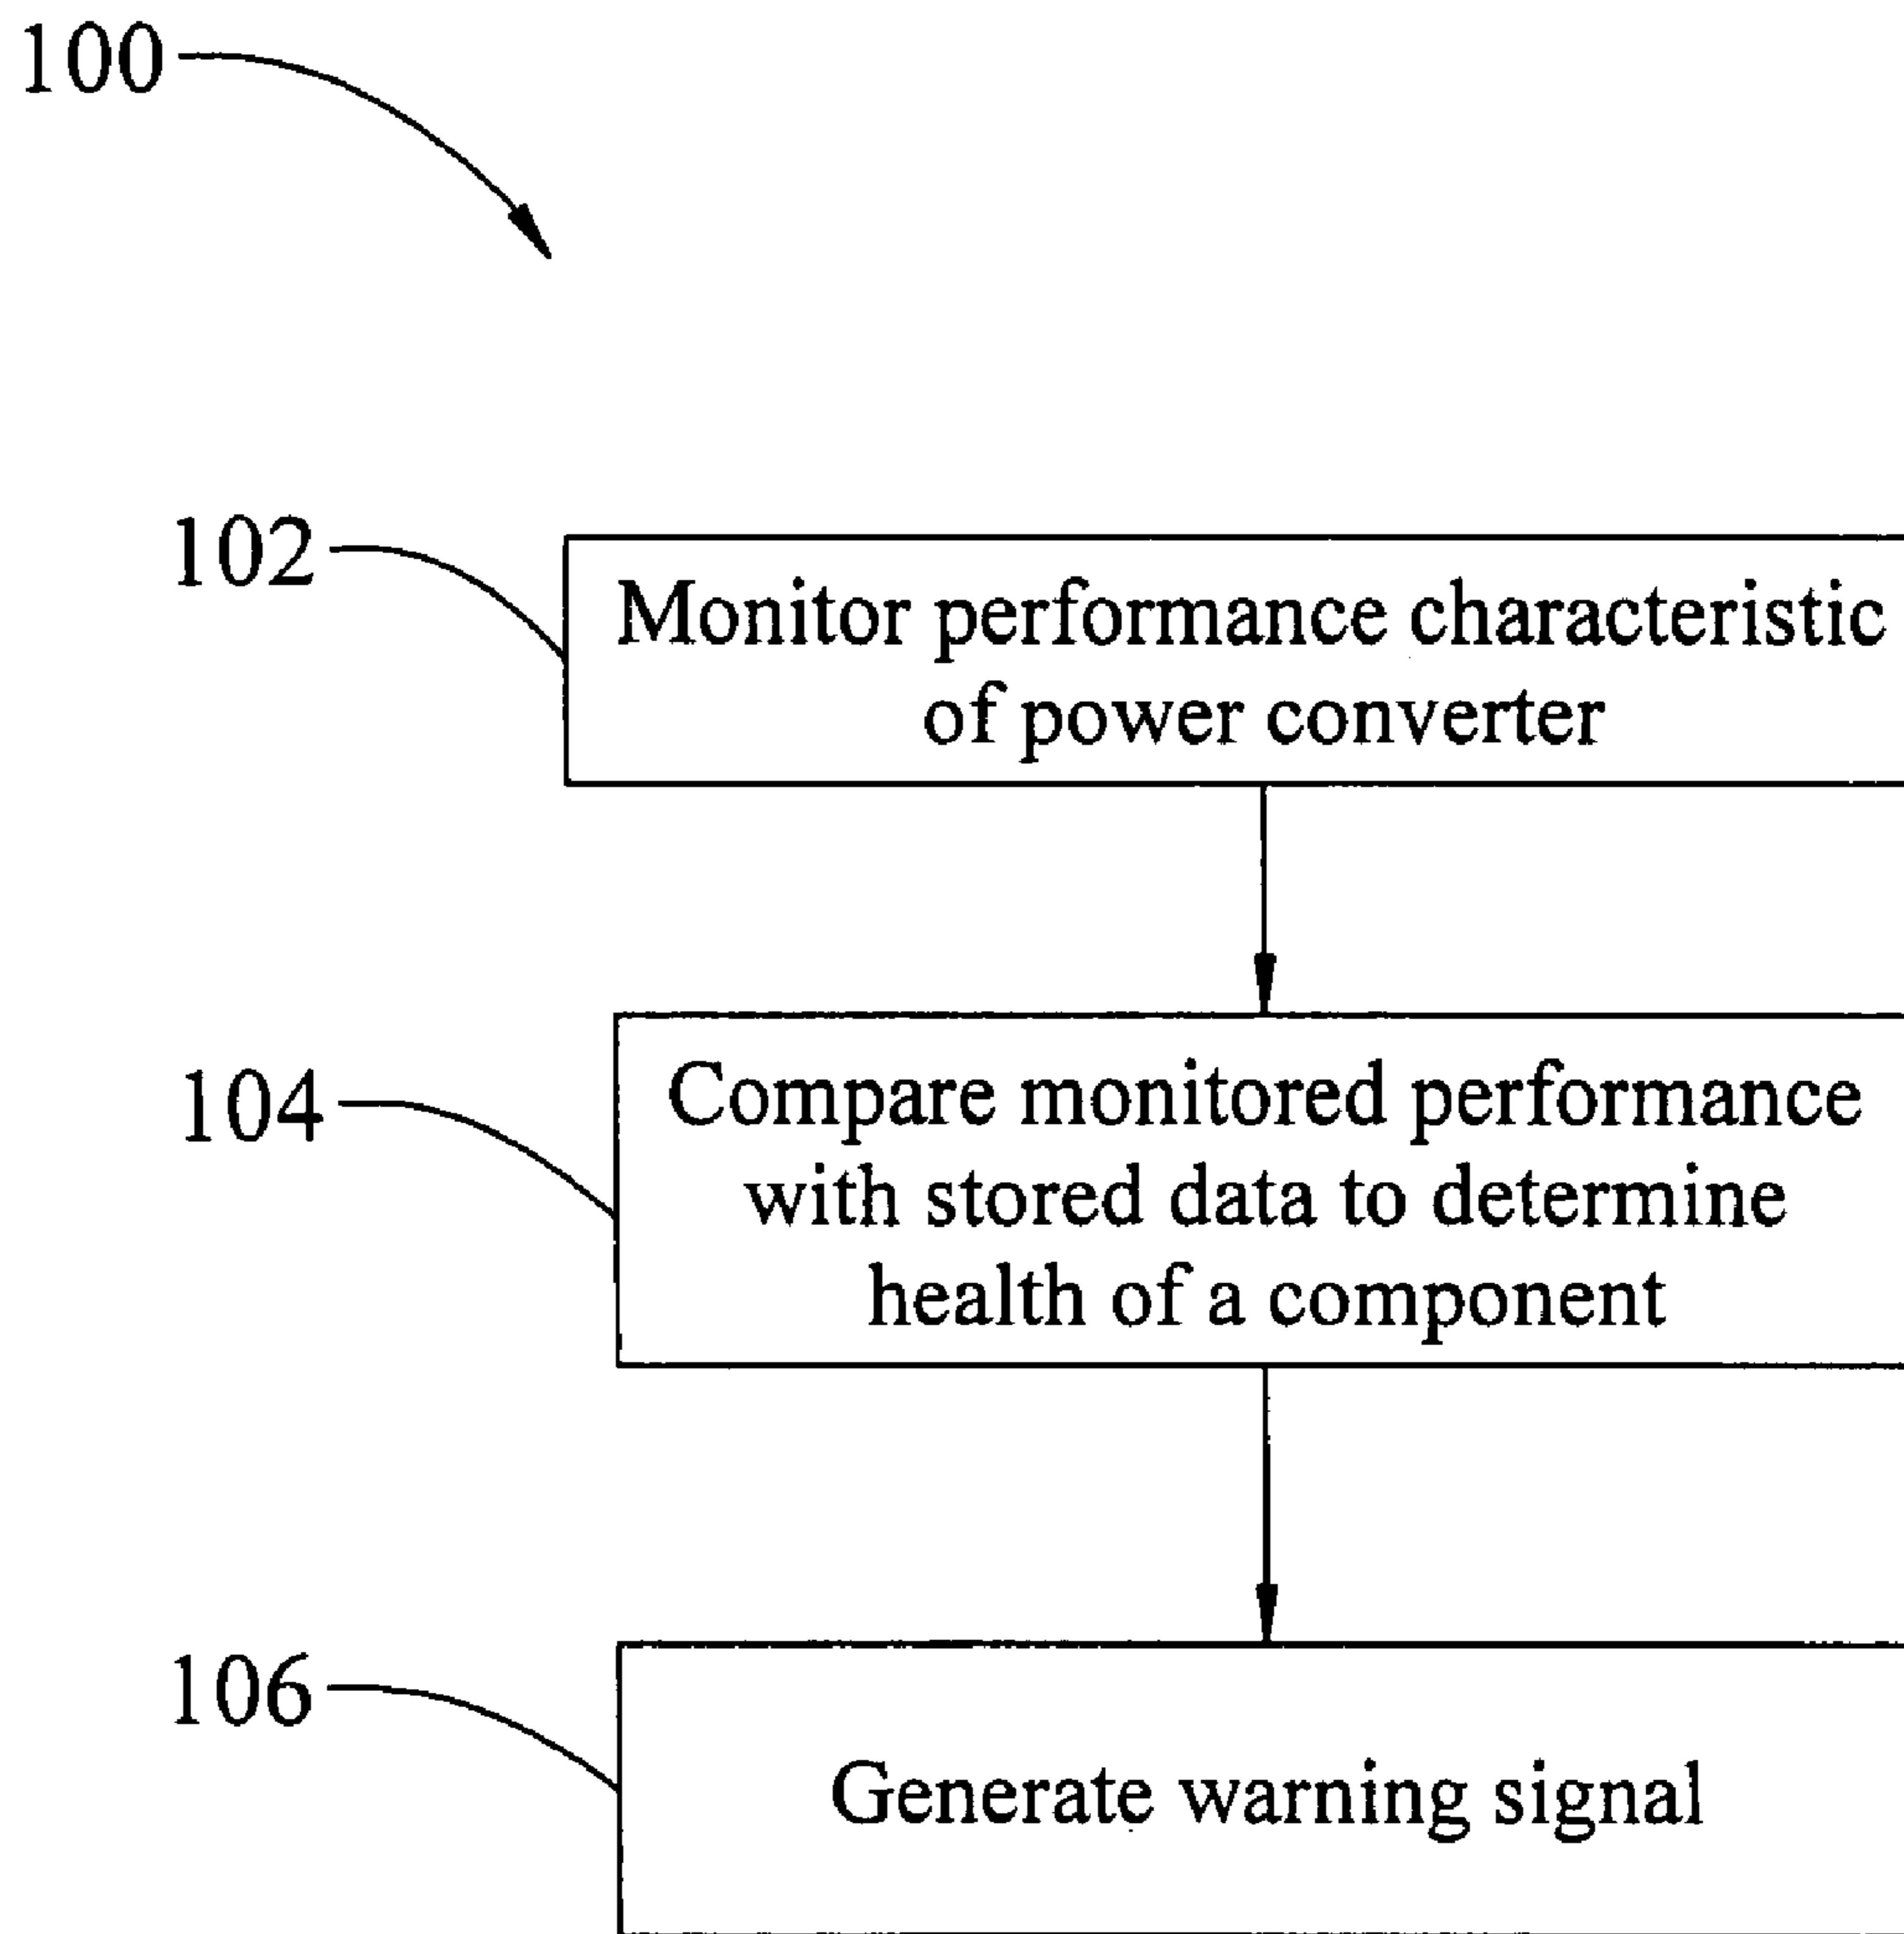 100
102
Monitor performance characteristic
of power converter
104
Compare monitored performance
with stored data to determine
health of a component
106
Generate warning signal